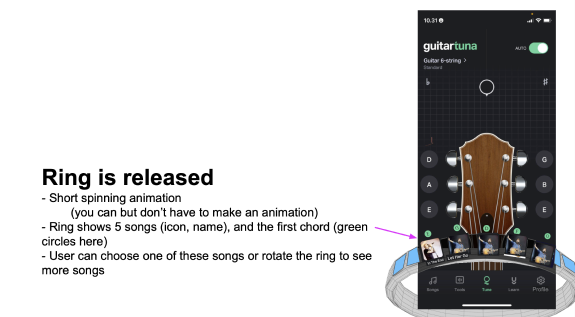 Ring is released
- Short spinning animation
(you can but don't have to make an animation)
- Ring shows 5 songs (icon, name), and the first chord (green
circles here)
- User can choose one of these songs or rotate the ring to see
more songs
10.31
guitartuna
AUTO
Guitar 6-string >
Standard
♭ ♯
D G
A B
E E
Let Her Go
Songs Tools Tune Learn Profile